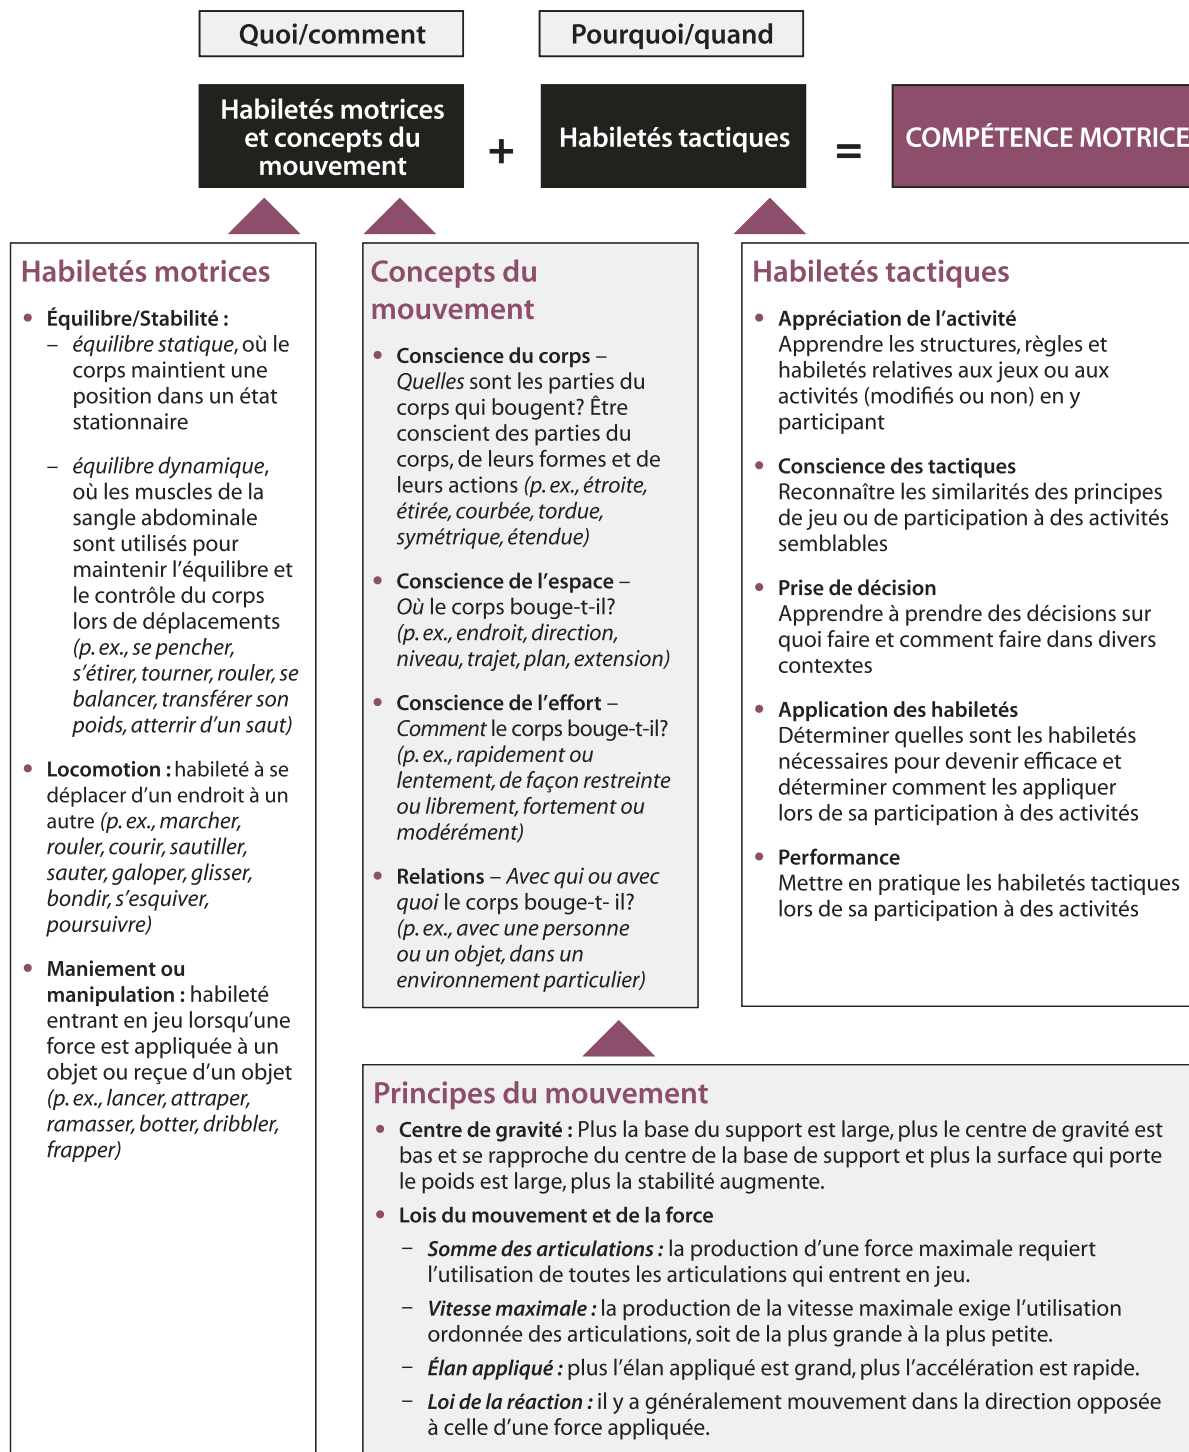 Quoi/comment
Pourquoi/quand
Habiletés motrices
et concepts du
mouvement
+
Habiletés tactiques
=
COMPÉTENCE MOTRICE
Habiletés motrices
• Équilibre/Stabilité :
– équilibre statique, où le
corps maintient une
position dans un état
stationnaire
– équilibre dynamique,
où les muscles de la
sangle abdominale
sont utilisés pour
maintenir l’équilibre et
le contrôle du corps
lors de déplacements
(p. ex., se pencher,
s’étirer, tourner, rouler, se
balancer, transférer son
poids, atterrir d’un saut)
• Locomotion : habileté à se
déplacer d’un endroit à un
autre (p. ex., marcher,
rouler, courir, sautiller,
sauter, galoper, glisser,
bondir, s’esquiver,
poursuivre)
• Maniement ou
manipulation : habileté
entrant en jeu lorsqu’une
force est appliquée à un
objet ou reçue d’un objet
(p. ex., lancer, attraper,
ramasser, botter, dribbler,
frapper)
Concepts du
mouvement
• Conscience du corps –
Quelles sont les parties du
corps qui bougent? Être
conscient des parties du
corps, de leurs formes et de
leurs actions (p. ex., étroite,
étirée, courbée, tordue,
symétrique, étendue)
• Conscience de l’espace –
Où le corps bouge-t-il?
(p. ex., endroit, direction,
niveau, trajet, plan, extension)
• Conscience de l’effort –
Comment le corps bouge-t-il?
(p. ex., rapidement ou
lentement, de façon restreinte
ou librement, fortement ou
modérément)
• Relations – Avec qui ou avec
quoi le corps bouge-t- il?
(p. ex., avec une personne
ou un objet, dans un
environnement particulier)
Habiletés tactiques
• Appréciation de l’activité
Apprendre les structures, règles et
habiletés relatives aux jeux ou aux
activités (modifiés ou non) en y
participant
• Conscience des tactiques
Reconnaître les similarités des principes
de jeu ou de participation à des activités
semblables
• Prise de décision
Apprendre à prendre des décisions sur
quoi faire et comment faire dans divers
contextes
• Application des habiletés
Déterminer quelles sont les habiletés
nécessaires pour devenir efficace et
déterminer comment les appliquer
lors de sa participation à des activités
• Performance
Mettre en pratique les habiletés tactiques
lors de sa participation à des activités
Principes du mouvement
• Centre de gravité : Plus la base du support est large, plus le centre de gravité est
bas et se rapproche du centre de la base de support et plus la surface qui porte
le poids est large, plus la stabilité augmente.
• Lois du mouvement et de la force
– Somme des articulations : la production d’une force maximale requiert
l’utilisation de toutes les articulations qui entrent en jeu.
– Vitesse maximale : la production de la vitesse maximale exige l’utilisation
ordonnée des articulations, soit de la plus grande à la plus petite.
– Élan appliqué : plus l’élan appliqué est grand, plus l’accélération est rapide.
– Loi de la réaction : il y a généralement mouvement dans la direction opposée
à celle d’une force appliquée.